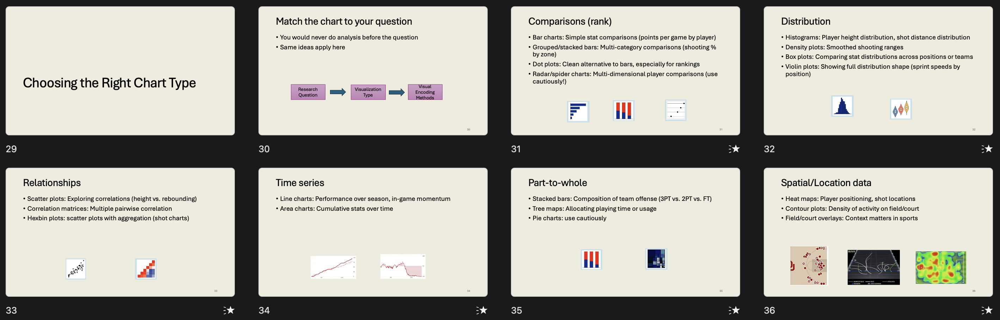 Choosing the Right Chart Type
29
Match the chart to your question
• You would never do analysis before the question
• Same ideas apply here
Research
Question
Visualization
Type
Visual
Encoding
Methods
30
30
Comparisons (rank)
• Bar charts: Simple stat comparisons (points per game by player)
• Grouped/stacked bars: Multi-category comparisons (shooting %
by zone)
• Dot plots: Clean alternative to bars, especially for rankings
• Radar/spider charts: Multi-dimensional player comparisons (use
cautiously!)
31
31
Distribution
• Histograms: Player height distribution, shot distance distribution
• Density plots: Smoothed shooting ranges
• Box plots: Comparing stat distributions across positions or teams
• Violin plots: Showing full distribution shape (sprint speeds by
position)
32
32
Relationships
• Scatter plots: Exploring correlations (height vs. rebounding)
• Correlation matrices: Multiple pairwise correlation
• Hexbin plots: scatter plots with aggregation (shot charts)
33
33
Time series
• Line charts: Performance over season, in-game momentum
• Area charts: Cumulative stats over time
34
34
Part-to-whole
• Stacked bars: Composition of team offense (3PT vs. 2PT vs. FT)
• Tree maps: Allocating playing time or usage
• Pie charts: use cautiously
35
35
Spatial/Location data
• Heat maps: Player positioning, shot locations
• Contour plots: Density of activity on field/court
• Field/court overlays: Context matters in sports
36
36